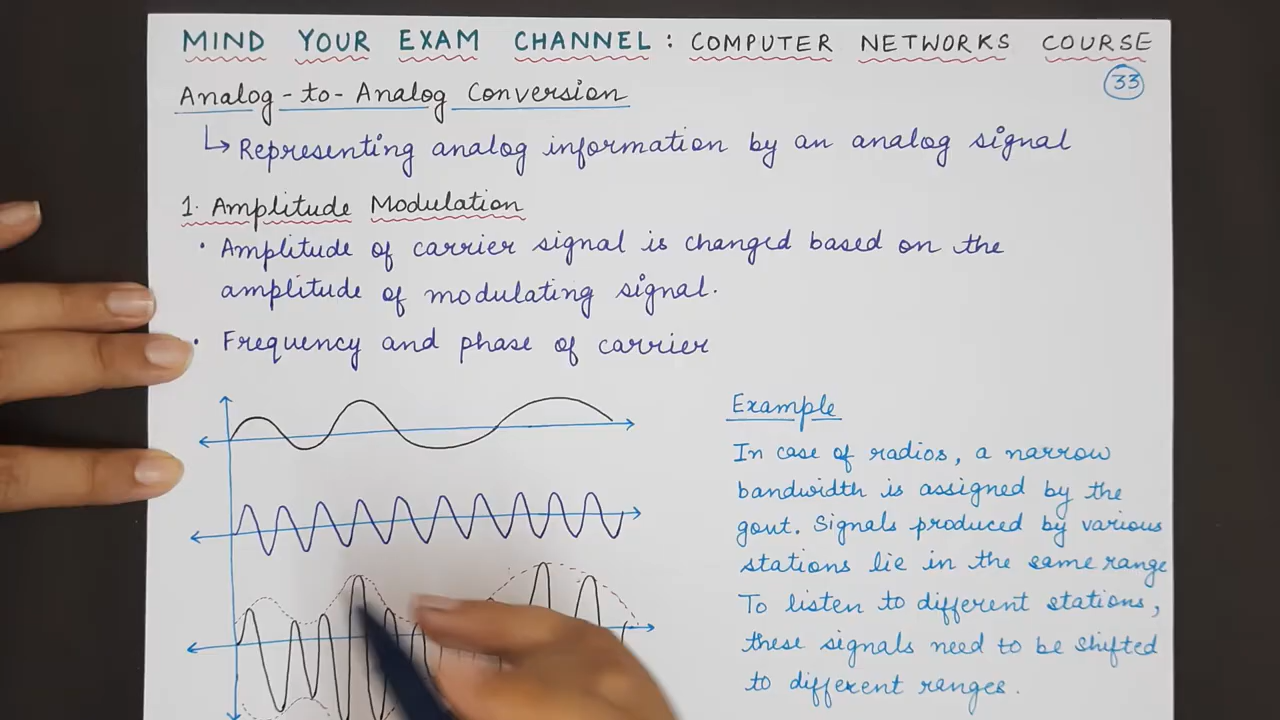 MIND YOUR EXAM CHANNEL : COMPUTER NETWORKS COURSE
33
Analog-to-Analog Conversion
↳ Representing analog information by an analog signal
1. Amplitude Modulation
• Amplitude of carrier signal is changed based on the
amplitude of modulating signal.
• Frequency and phase of carrier
Example
In case of radios, a narrow
bandwidth is assigned by the
govt. Signals produced by various
stations lie in the same range
To listen to different stations,
these signals need to be shifted
to different ranges.